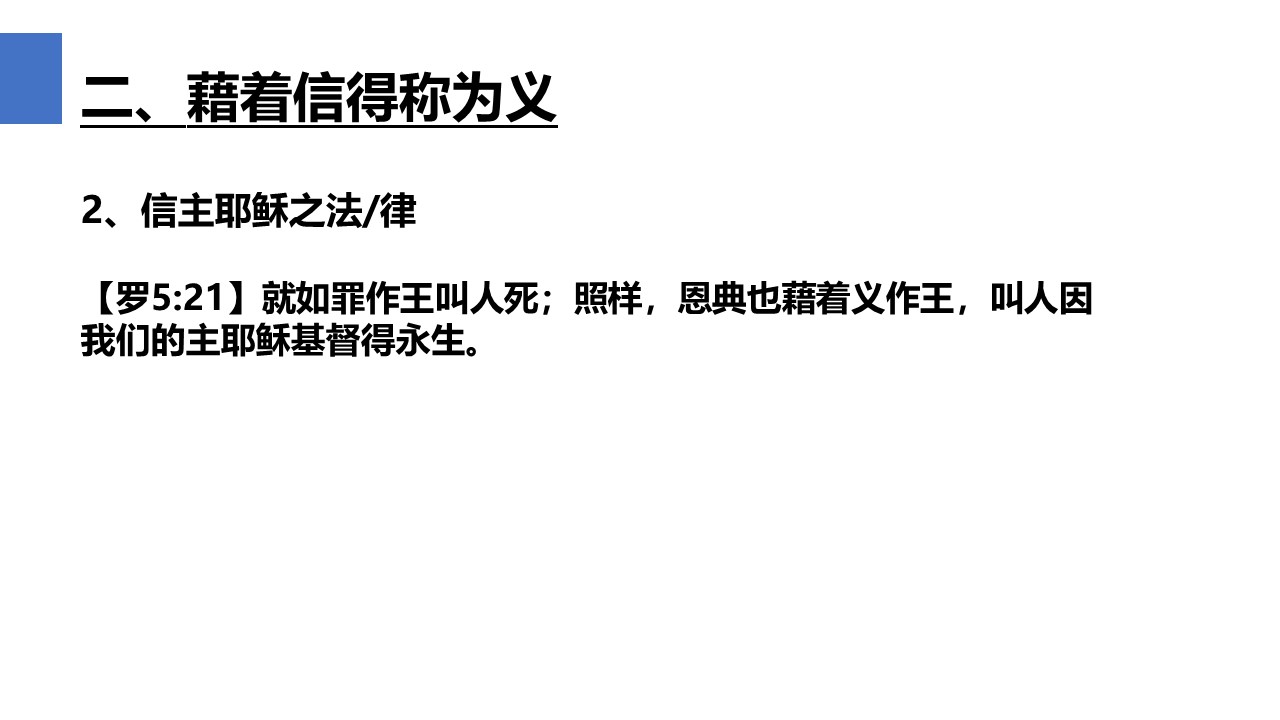 二、藉着信得称为义
2、信主耶稣之法/律
【罗5:21】就如罪作王叫人死；照样，恩典也藉着义作王，叫人因
我们的主耶稣基督得永生。